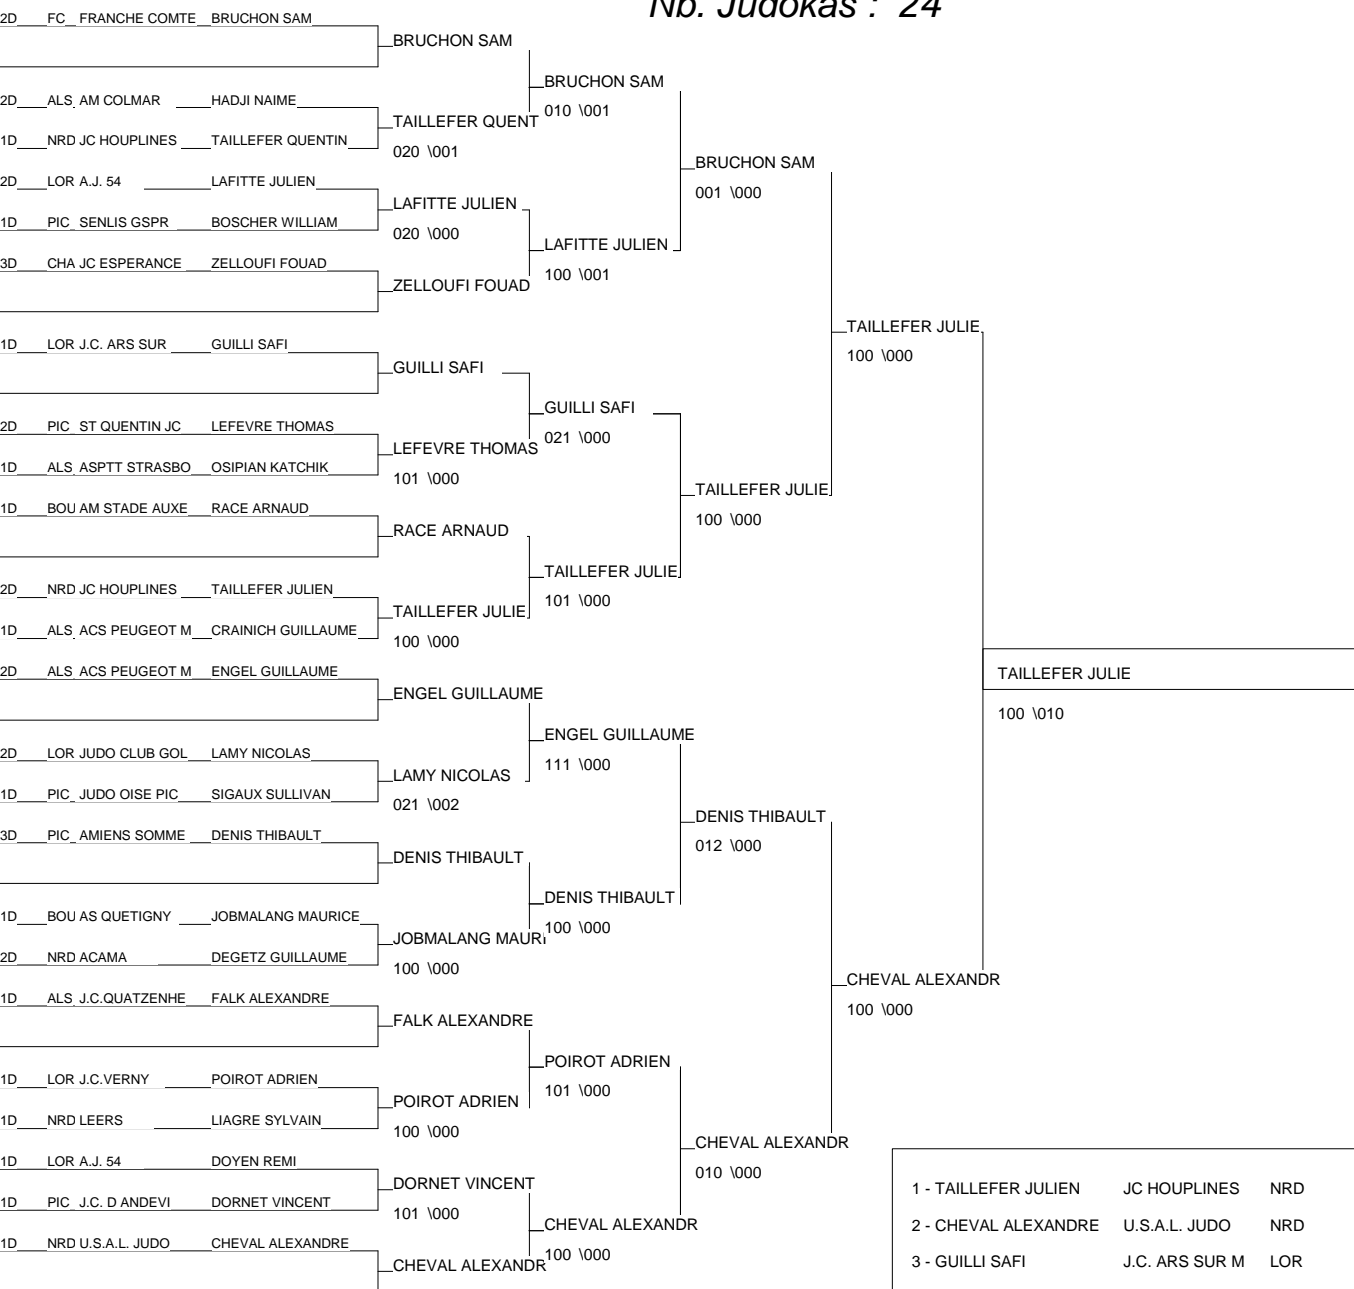 Nb. Judokas : 24
2D FC FRANCHE COMTE BRUCHON SAM
BRUCHON SAM
BRUCHON SAM
2D ALS AM COLMAR HADJI NAIME
010 \001
TAILLEFER QUENT
1D NRD JC HOUPLINES TAILLEFER QUENTIN
020 \001
BRUCHON SAM
2D LOR A.J. 54 LAFITTE JULIEN
001 \000
LAFITTE JULIEN
1D PIC SENLIS GSPR BOSCHER WILLIAM
020 \000
LAFITTE JULIEN
3D CHA JC ESPERANCE ZELLOUFI FOUAD
100 \001
ZELLOUFI FOUAD
TAILLEFER JULIE
1D LOR J.C. ARS SUR GUILLI SAFI
100 \000
GUILLI SAFI
GUILLI SAFI
2D PIC ST QUENTIN JC LEFEVRE THOMAS
021 \000
LEFEVRE THOMAS
1D ALS ASPTT STRASBO OSIPIAN KATCHIK
101 \000
TAILLEFER JULIE
1D BOU AM STADE AUXE RACE ARNAUD
100 \000
RACE ARNAUD
TAILLEFER JULIE
2D NRD JC HOUPLINES TAILLEFER JULIEN
101 \000
TAILLEFER JULIE
1D ALS ACS PEUGEOT M CRAINICH GUILLAUME
100 \000
2D ALS ACS PEUGEOT M ENGEL GUILLAUME
TAILLEFER JULIE
ENGEL GUILLAUME
100 \010
ENGEL GUILLAUME
2D LOR JUDO CLUB GOL LAMY NICOLAS
111 \000
LAMY NICOLAS
1D PIC JUDO OISE PIC SIGAUX SULLIVAN
021 \002
DENIS THIBAULT
3D PIC AMIENS SOMME DENIS THIBAULT
012 \000
DENIS THIBAULT
DENIS THIBAULT
1D BOU AS QUETIGNY JOBMALANG MAURICE
100 \000
JOBMALANG MAURI
2D NRD ACAMA DEGETZ GUILLAUME
100 \000
CHEVAL ALEXANDR
1D ALS J.C.QUATZENHE FALK ALEXANDRE
100 \000
FALK ALEXANDRE
POIROT ADRIEN
1D LOR J.C.VERNY POIROT ADRIEN
101 \000
POIROT ADRIEN
1D NRD LEERS LIAGRE SYLVAIN
100 \000
CHEVAL ALEXANDR
1D LOR A.J. 54 DOYEN REMI
010 \000
DORNET VINCENT
1D PIC J.C. D ANDEVI DORNET VINCENT
101 \000
CHEVAL ALEXANDR
1D NRD U.S.A.L. JUDO CHEVAL ALEXANDRE
100 \000
CHEVAL ALEXANDR
1 - TAILLEFER JULIEN JC HOUPLINES NRD
2 - CHEVAL ALEXANDRE U.S.A.L. JUDO NRD
3 - GUILLI SAFI J.C. ARS SUR M LOR